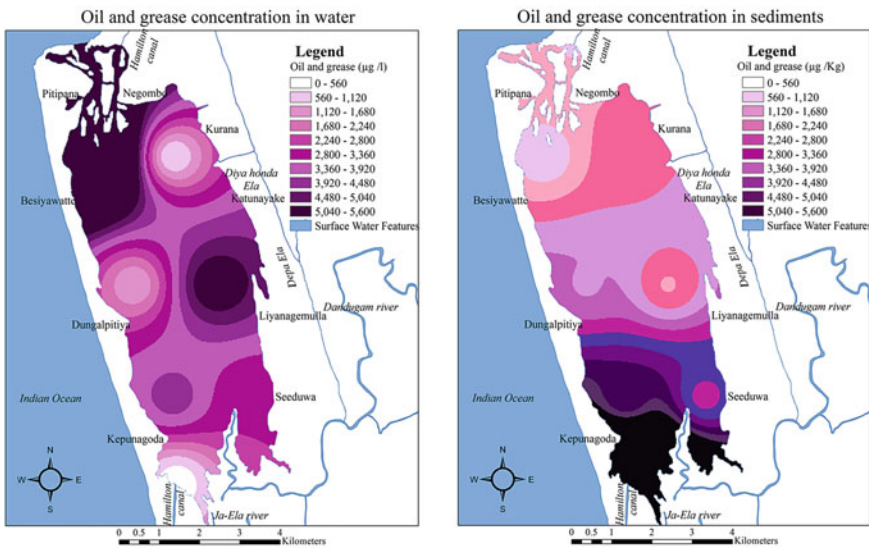 Oil and grease concentration in water
Hamilton
canal
Legend
Oil and grease (µg /l)
0 - 560
560 - 1,120
1,120 - 1,680
1,680 - 2,240
2,240 - 2,800
2,800 - 3,360
3,360 - 3,920
3,920 - 4,480
4,480 - 5,040
5,040 - 5,600
Surface Water Features
Pitipana
Negombo
Kurana
Diya honda
Ela
Katunayake
Besiyawatte
Depa Ela
Dandugam river
Liyanagemulla
Dungalpitiya
Indian Ocean
Seeduwa
Kepunagoda
N
W
E
S
Hamilton
canal
Ja-Ela river
0 0.5 1 2 3 4
Kilometers
Oil and grease concentration in sediments
Hamilton
canal
Legend
Oil and grease (µg /Kg)
0 - 560
560 - 1,120
1,120 - 1,680
1,680 - 2,240
2,240 - 2,800
2,800 - 3,360
3,360 - 3,920
3,920 - 4,480
4,480 - 5,040
5,040 - 5,600
Surface Water Features
Pitipana
Negombo
Kurana
Diya honda
Ela
Katunayake
Besiyawatte
Depa Ela
Dandugam river
Liyanagemulla
Dungalpitiya
Indian Ocean
Seeduwa
Kepunagoda
N
W
E
S
Hamilton
canal
Ja-Ela river
0 0.5 1 2 3 4
Kilometers